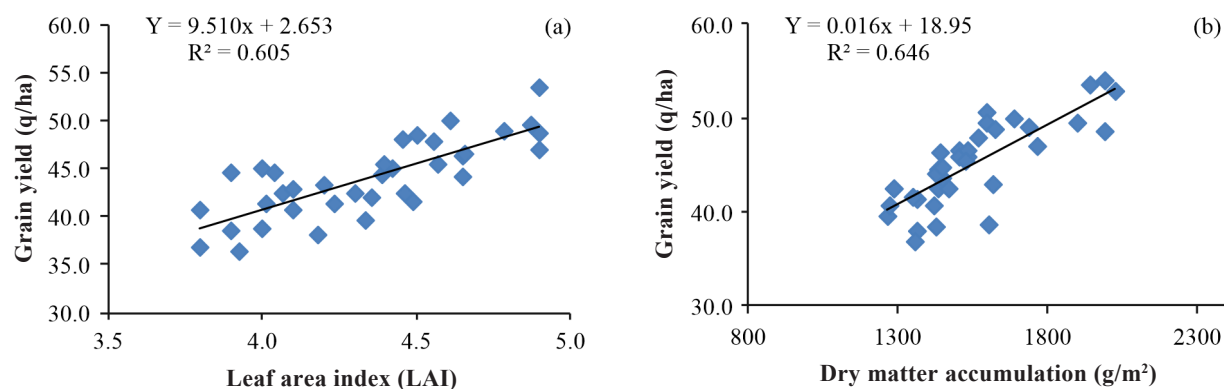 Y = 9.510x + 2.653
R² = 0.605
(a)
Grain yield (q/ha)
60.0
55.0
50.0
45.0
40.0
35.0
30.0
3.5 4.0 4.5 5.0
Leaf area index (LAI)
Y = 0.016x + 18.95
R² = 0.646
(b)
Grain yield (q/ha)
60.0
50.0
40.0
30.0
800 1300 1800 2300
Dry matter accumulation (g/m²)